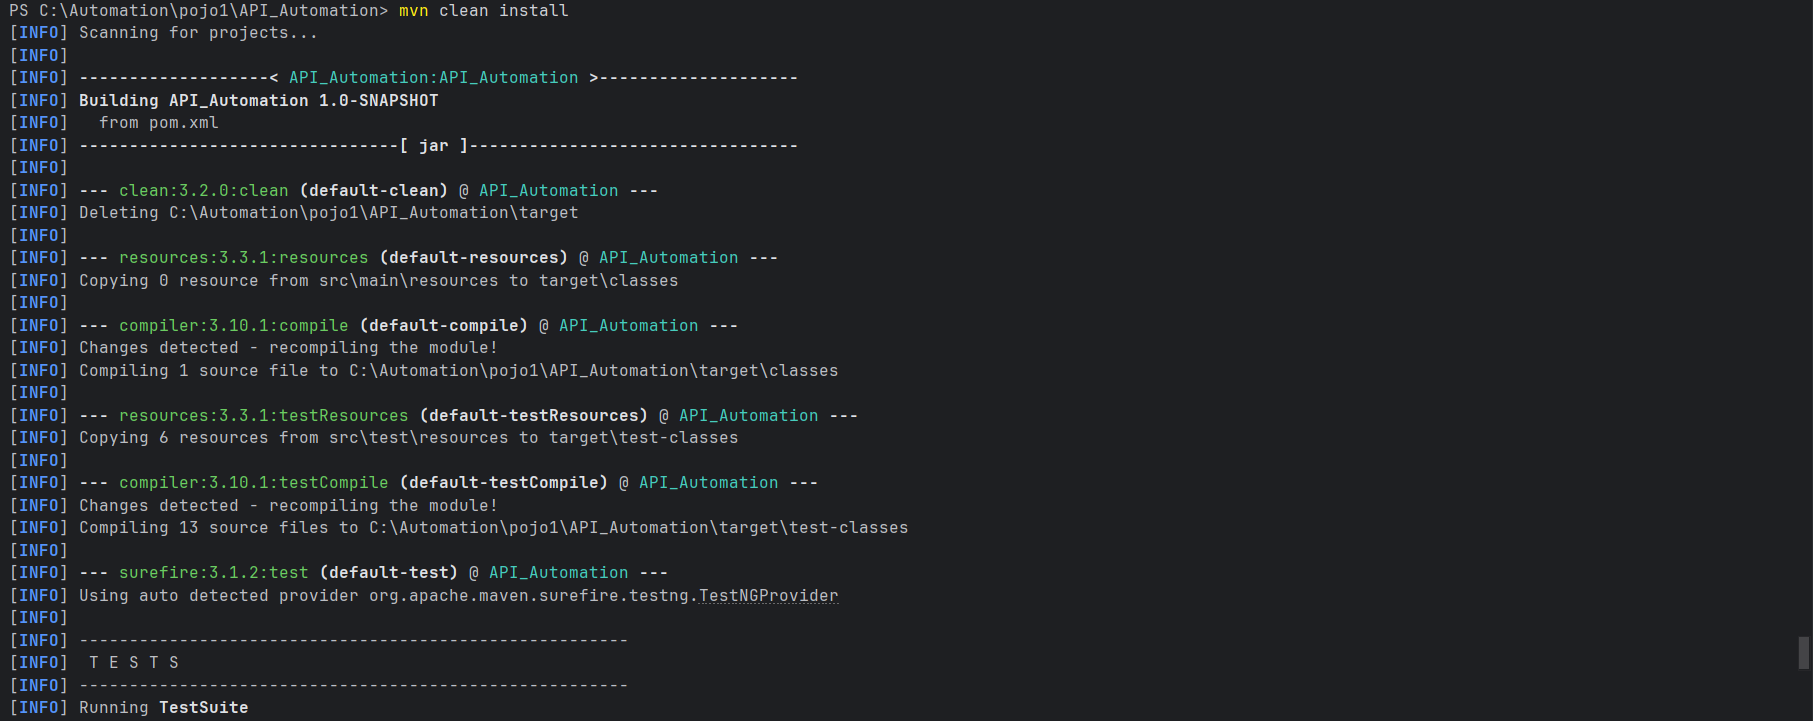 PS C:\Automation\pojo1\API_Automation> mvn clean install
[INFO] Scanning for projects...
[INFO]
[INFO] -------------------< API_Automation:API_Automation >--------------------
[INFO] Building API_Automation 1.0-SNAPSHOT
[INFO]   from pom.xml
[INFO] --------------------------------[ jar ]---------------------------------
[INFO]
[INFO] --- clean:3.2.0:clean (default-clean) @ API_Automation ---
[INFO] Deleting C:\Automation\pojo1\API_Automation\target
[INFO]
[INFO] --- resources:3.3.1:resources (default-resources) @ API_Automation ---
[INFO] Copying 0 resource from src\main\resources to target\classes
[INFO]
[INFO] --- compiler:3.10.1:compile (default-compile) @ API_Automation ---
[INFO] Changes detected - recompiling the module!
[INFO] Compiling 1 source file to C:\Automation\pojo1\API_Automation\target\classes
[INFO]
[INFO] --- resources:3.3.1:testResources (default-testResources) @ API_Automation ---
[INFO] Copying 6 resources from src\test\resources to target\test-classes
[INFO]
[INFO] --- compiler:3.10.1:testCompile (default-testCompile) @ API_Automation ---
[INFO] Changes detected - recompiling the module!
[INFO] Compiling 13 source files to C:\Automation\pojo1\API_Automation\target\test-classes
[INFO]
[INFO] --- surefire:3.1.2:test (default-test) @ API_Automation ---
[INFO] Using auto detected provider org.apache.maven.surefire.testng.TestNGProvider
[INFO]
[INFO] -------------------------------------------------------
[INFO]  T E S T S
[INFO] -------------------------------------------------------
[INFO] Running TestSuite